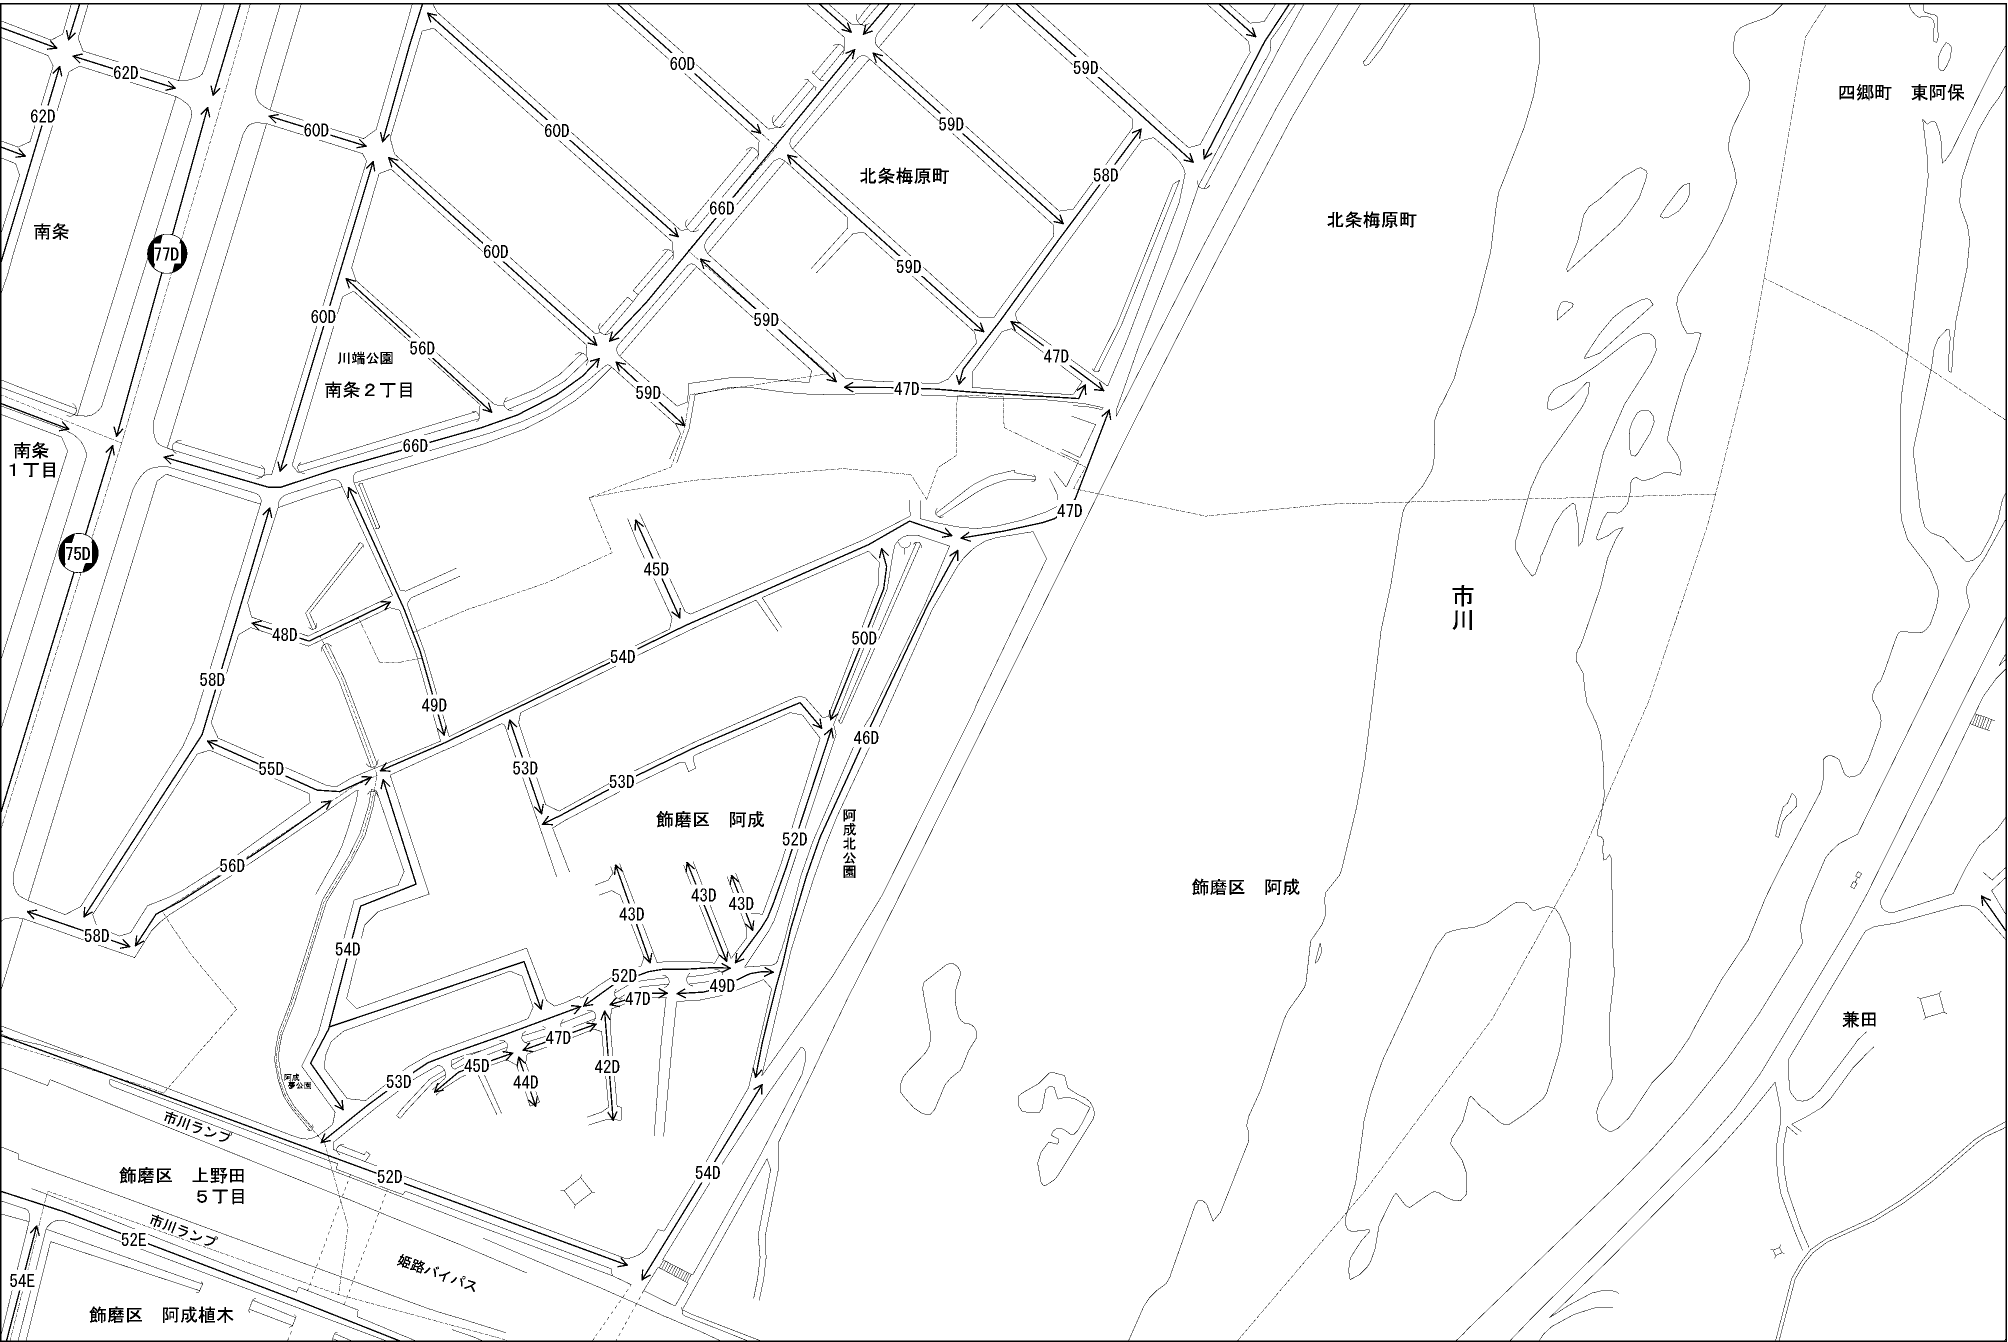 60D
59D
62D
四郷町　東阿保
62D
59D
60D
60D
58D
北条梅原町
66D
北条梅原町
南条
77D
60D
59D
60D
59D
56D
47D
川端公園
南条２丁目
47D
59D
66D
南条
１丁目
47D
75D
45D
市川
48D
50D
54D
58D
49D
46D
55D
53D
53D
飾磨区　阿成
阿成北公園
52D
56D
飾磨区　阿成
43D
43D
43D
58D
54D
52D
49D
47D
兼田
47D
45D
42D
53D
44D
阿成
夢公園
市川ランプ
54D
飾磨区　上野田
５丁目
52D
市川ランプ
52E
姫路バイパス
54E
飾磨区　阿成植木